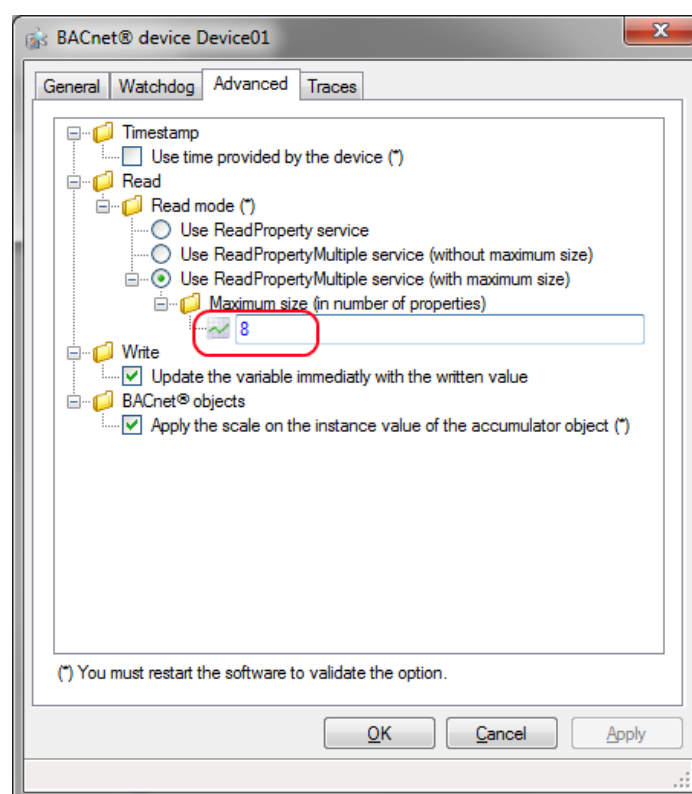 BACnet® device Device01
General Watchdog Advanced Traces
Timestamp
Use time provided by the device (*)
Read
Read mode (*)
Use ReadProperty service
Use ReadPropertyMultiple service (without maximum size)
Use ReadPropertyMultiple service (with maximum size)
Maximum size (in number of properties)
8
Write
Update the variable immediatly with the written value
BACnet® objects
Apply the scale on the instance value of the accumulator object (*)
(*) You must restart the software to validate the option.
OK Cancel Apply